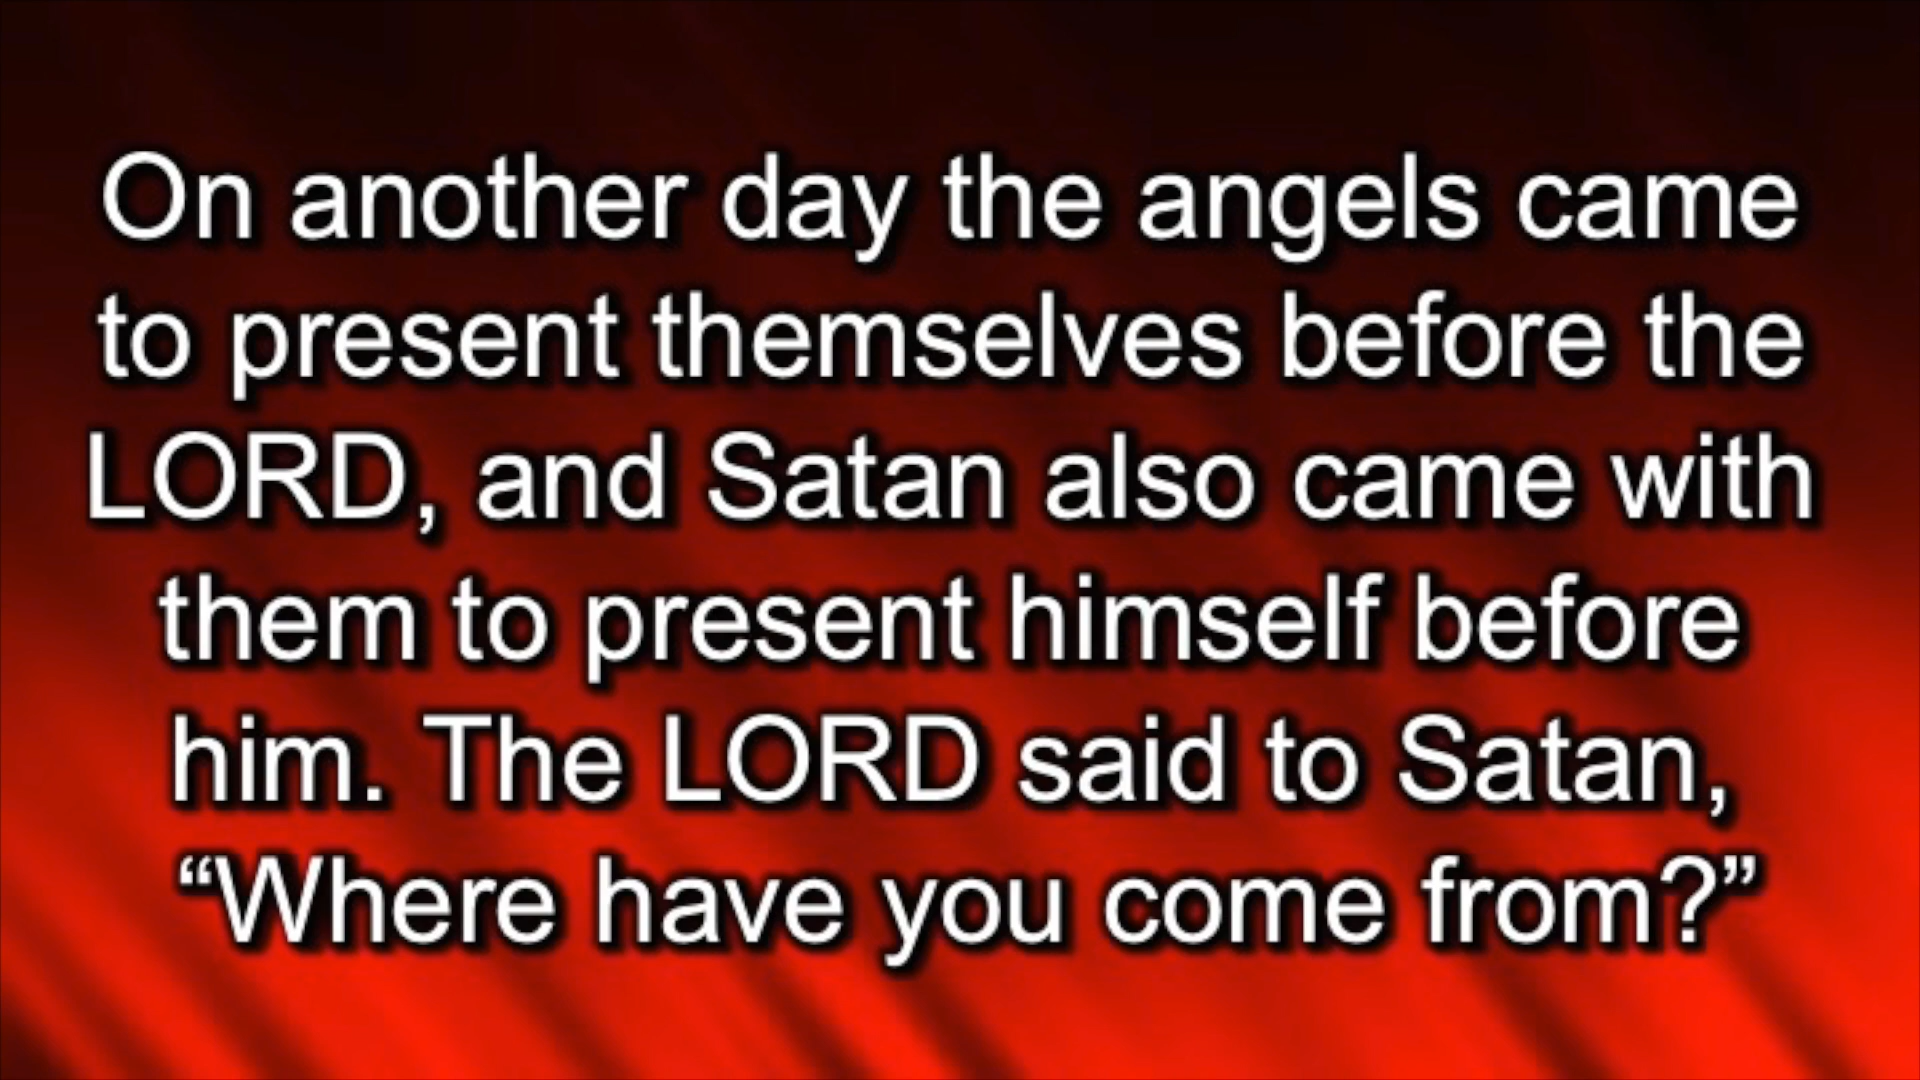 On another day the angels came
to present themselves before the
LORD, and Satan also came with
them to present himself before
him. The LORD said to Satan,
“Where have you come from?”